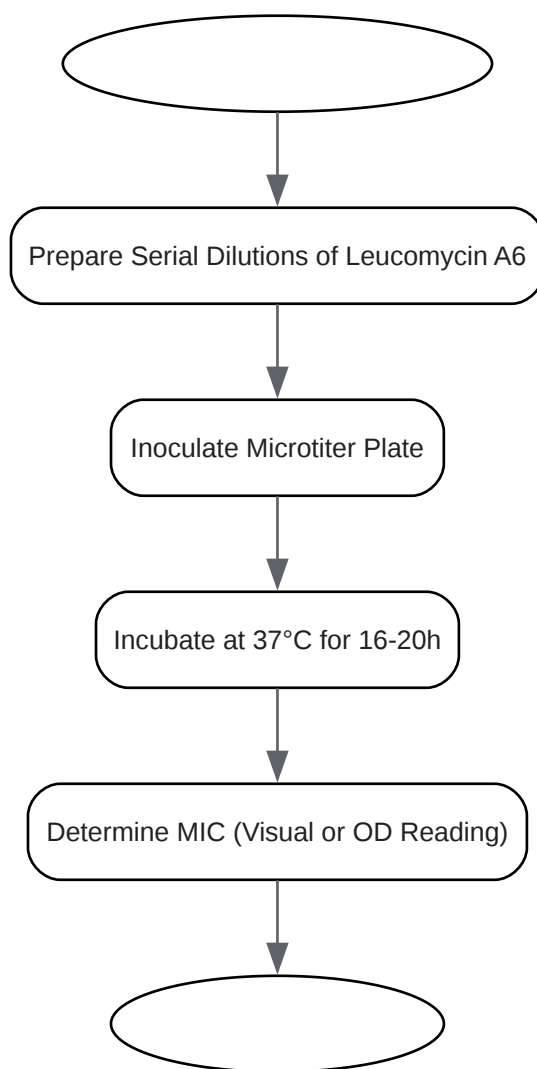 Prepare Serial Dilutions of Leucomycin A6
Inoculate Microtiter Plate
Incubate at 37°C for 16-20h
Determine MIC (Visual or OD Reading)